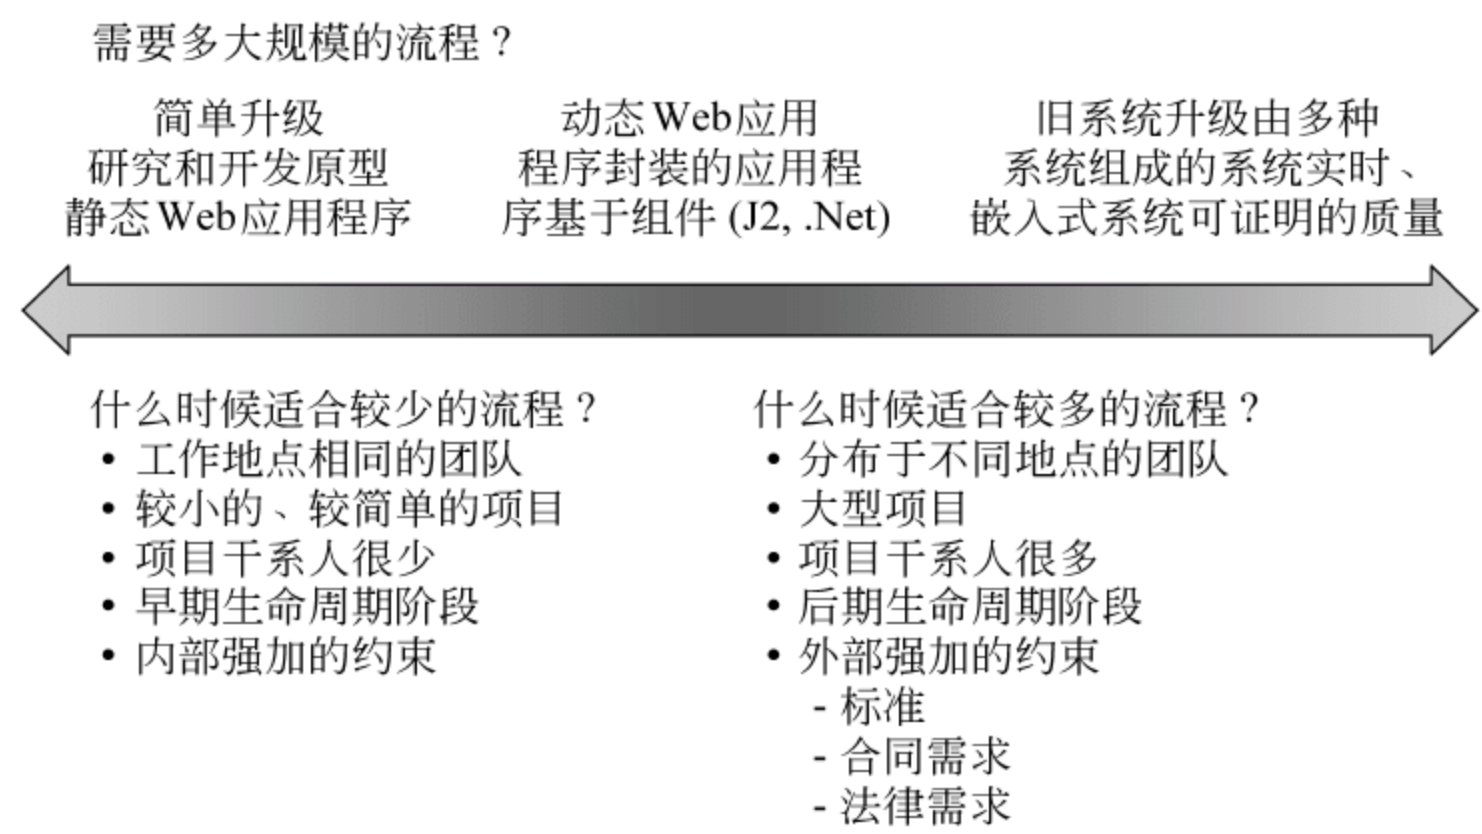 需要多大规模的流程？
简单升级
研究和开发原型
静态Web应用程序
动态Web应用
程序封装的应用程
序基于组件 (J2, .Net)
旧系统升级由多种
系统组成的系统实时、
嵌入式系统可证明的质量
什么时候适合较少的流程？
• 工作地点相同的团队
• 较小的、较简单的项目
• 项目干系人很少
• 早期生命周期阶段
• 内部强加的约束
什么时候适合较多的流程？
• 分布于不同地点的团队
• 大型项目
• 项目干系人很多
• 后期生命周期阶段
• 外部强加的约束
- 标准
- 合同需求
- 法律需求